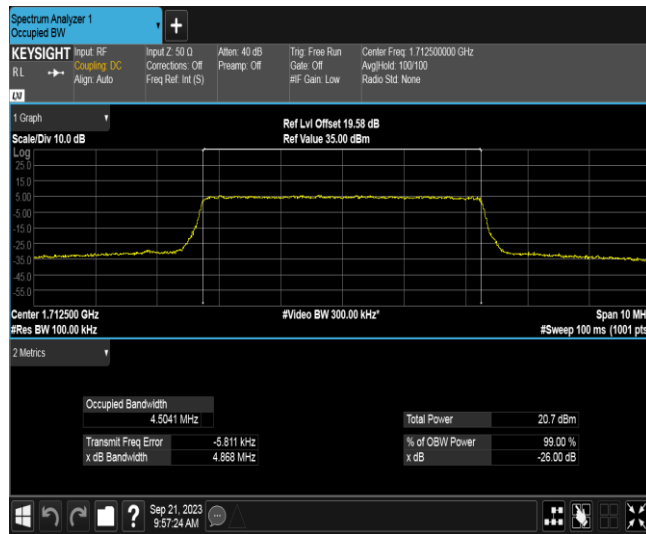 Spectrum Analyzer 1
Occupied BW
+
KEYSIGHT Input: RF Input Z: 50 Ω Atten: 40 dB Trig: Free Run Center Freq: 1.712500000 GHz
RL Coupling: DC Corrections: Off Preamp: Off Gate: Off Avg|Hold: 100/100
Align: Auto Freq Ref: Int (S) #IF Gain: Low Radio Std: None
LXI
1 Graph
Ref Lvl Offset 19.58 dB
Scale/Div 10.0 dB Ref Value 35.00 dBm
Log
25.0
15.0
5.00
-5.00
-15.0
-25.0
-35.0
-45.0
-55.0
Center 1.712500 GHz #Video BW 300.00 kHz* Span 10 MH
#Res BW 100.00 kHz #Sweep 100 ms (1001 pts
2 Metrics
Occupied Bandwidth
4.5041 MHz Total Power 20.7 dBm
Transmit Freq Error -5.811 kHz % of OBW Power 99.00 %
x dB Bandwidth 4.868 MHz x dB -26.00 dB
? Sep 21, 2023
9:57:24 AM